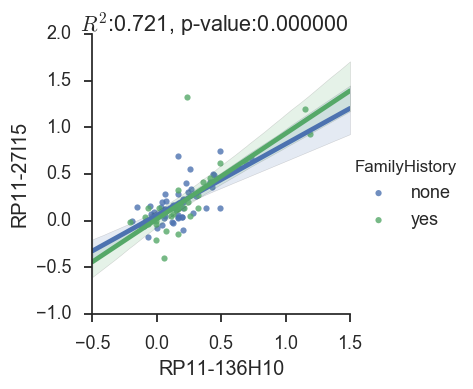 R²:0.721, p-value:0.000000
2.0
1.5
1.0
0.5
0.0
−0.5
−1.0
RP11-27I15
−0.5 0.0 0.5 1.0 1.5
RP11-136H10
FamilyHistory
none
yes